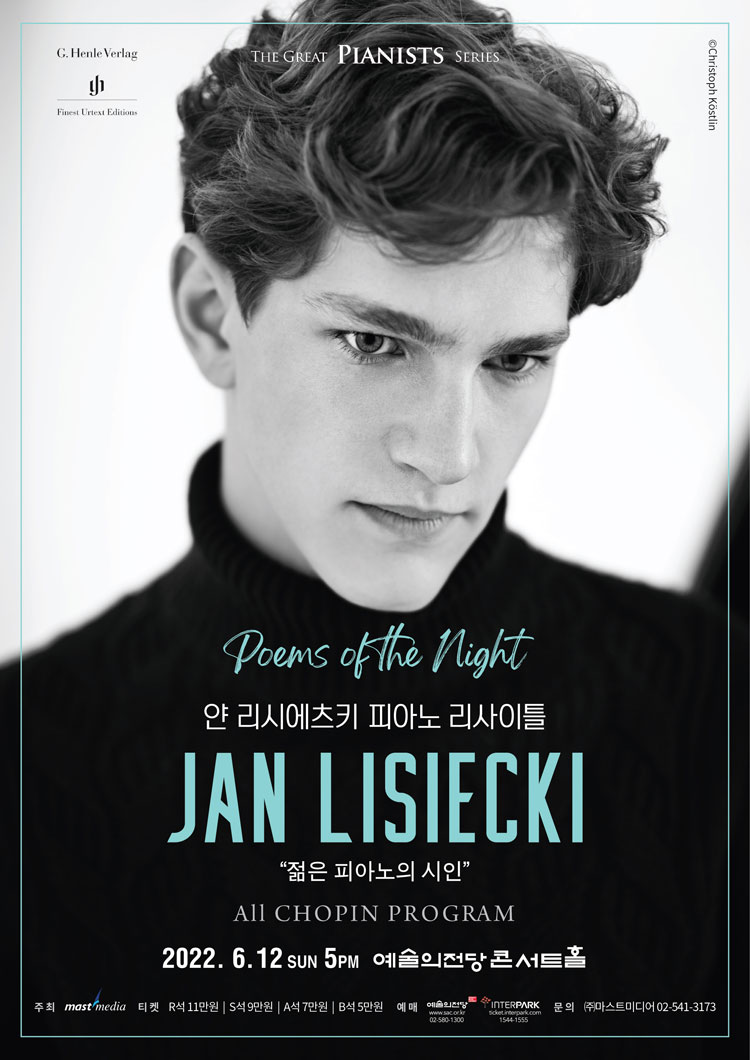 G. Henle Verlag
Finest Urtext Editions
THE GREAT PIANISTS SERIES
©Christoph Köstlin
Poems of the Night
얀 리시에츠키 피아노 리사이틀
JAN LISIECKI
“젊은 피아노의 시인”
All CHOPIN PROGRAM
2022. 6.12 SUN 5PM 예술의전당 콘서트홀
주최 mast media 티켓 R석 11만원 | S석 9만원 | A석 7만원 | B석 5만원 예매 예술의전당 www.sac.or.kr 02-580-1300 INTERPARK ticket.interpark.com 1544-1555 문의 ㈜마스트미디어 02-541-3173